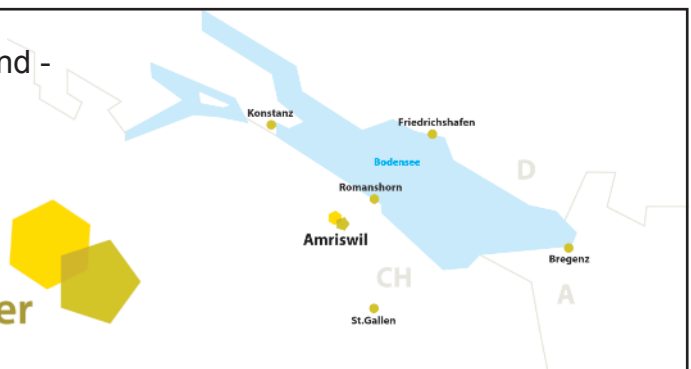 nd -
Konstanz
Friedrichshafen
Bodensee
D
Romanshorn
Amriswil
Bregenz
CH
A
er
St.Gallen